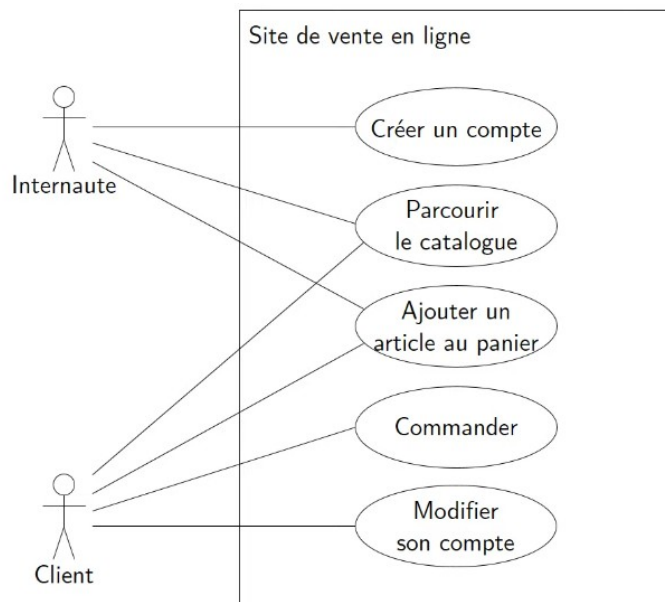 Site de vente en ligne
Créer un compte
Internaute
Parcourir
le catalogue
Ajouter un
article au panier
Commander
Modifier
son compte
Client